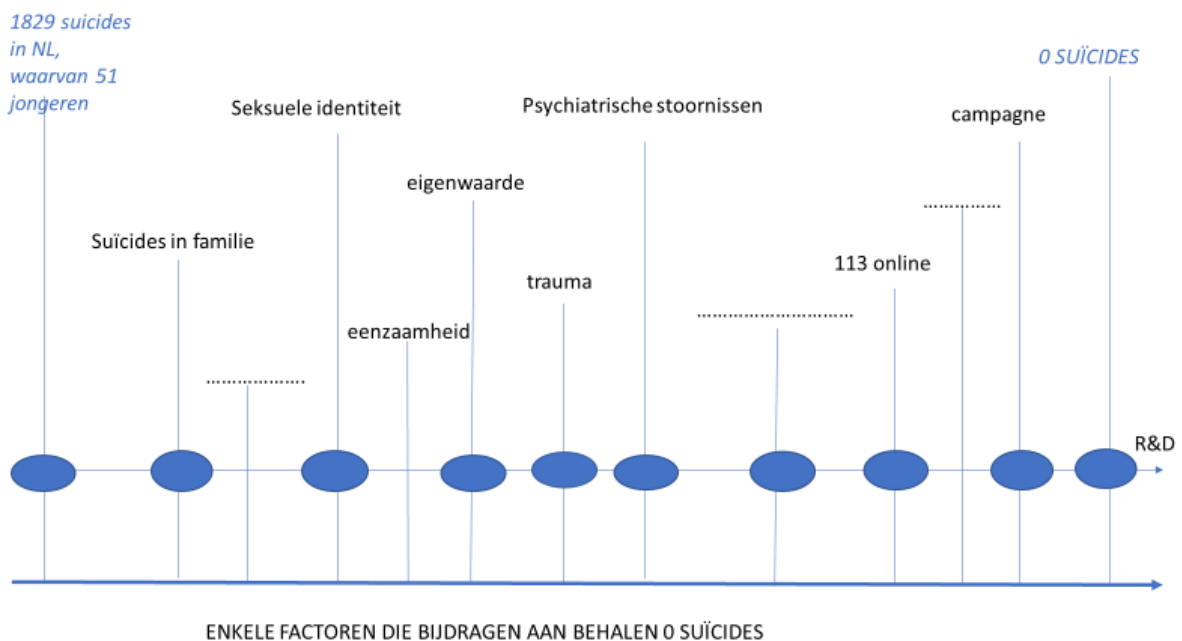 1829 suicides
in NL,
waarvan 51
jongeren
0 SUÏCIDES
Seksuele identiteit
Psychiatrische stoornissen
campagne
eigenwaarde
……………
Suïcides in familie
113 online
trauma
…………………………
eenzaamheid
……………….
R&D
ENKELE FACTOREN DIE BIJDRAGEN AAN BEHALEN 0 SUÏCIDES